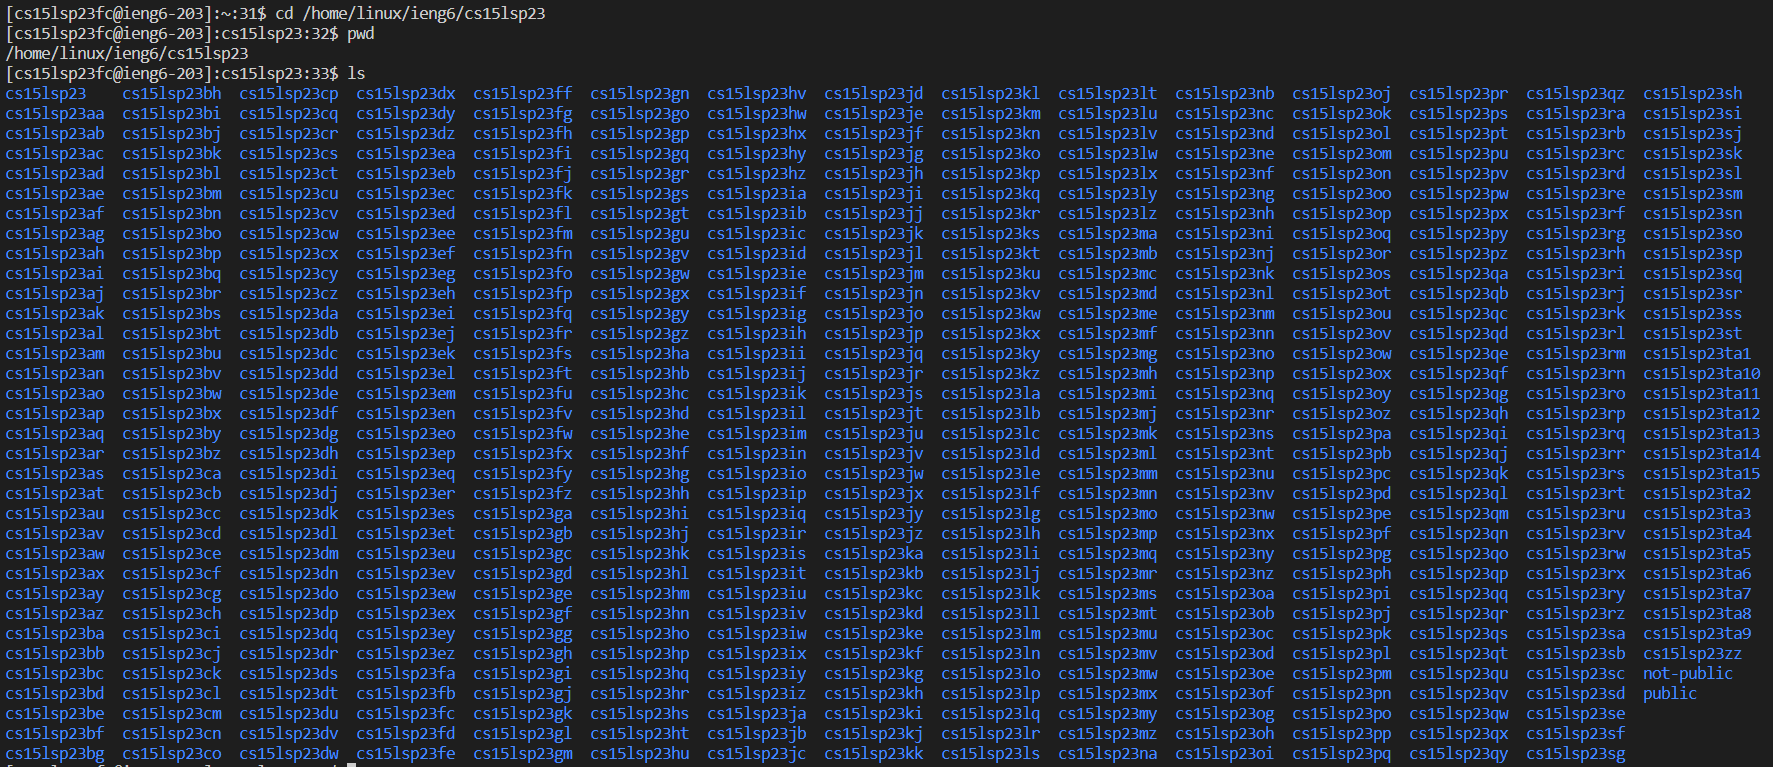 [cs15lsp23fc@ieng6-203]:~:31$ cd /home/linux/ieng6/cs15lsp23
[cs15lsp23fc@ieng6-203]:cs15lsp23:32$ pwd
/home/linux/ieng6/cs15lsp23
[cs15lsp23fc@ieng6-203]:cs15lsp23:33$ ls
cs15lsp23 cs15lsp23bh cs15lsp23cp cs15lsp23dx cs15lsp23ff cs15lsp23gn cs15lsp23hv cs15lsp23jd cs15lsp23kl cs15lsp23lt cs15lsp23nb cs15lsp23oj cs15lsp23pr cs15lsp23qz cs15lsp23sh
cs15lsp23aa cs15lsp23bi cs15lsp23cq cs15lsp23dy cs15lsp23fg cs15lsp23go cs15lsp23hw cs15lsp23je cs15lsp23km cs15lsp23lu cs15lsp23nc cs15lsp23ok cs15lsp23ps cs15lsp23ra cs15lsp23si
cs15lsp23ab cs15lsp23bj cs15lsp23cr cs15lsp23dz cs15lsp23fh cs15lsp23gp cs15lsp23hx cs15lsp23jf cs15lsp23kn cs15lsp23lv cs15lsp23nd cs15lsp23ol cs15lsp23pt cs15lsp23rb cs15lsp23sj
cs15lsp23ac cs15lsp23bk cs15lsp23cs cs15lsp23ea cs15lsp23fi cs15lsp23gq cs15lsp23hy cs15lsp23jg cs15lsp23ko cs15lsp23lw cs15lsp23ne cs15lsp23om cs15lsp23pu cs15lsp23rc cs15lsp23sk
cs15lsp23ad cs15lsp23bl cs15lsp23ct cs15lsp23eb cs15lsp23fj cs15lsp23gr cs15lsp23hz cs15lsp23jh cs15lsp23kp cs15lsp23lx cs15lsp23nf cs15lsp23on cs15lsp23pv cs15lsp23rd cs15lsp23sl
cs15lsp23ae cs15lsp23bm cs15lsp23cu cs15lsp23ec cs15lsp23fk cs15lsp23gs cs15lsp23ia cs15lsp23ji cs15lsp23kq cs15lsp23ly cs15lsp23ng cs15lsp23oo cs15lsp23pw cs15lsp23re cs15lsp23sm
cs15lsp23af cs15lsp23bn cs15lsp23cv cs15lsp23ed cs15lsp23fl cs15lsp23gt cs15lsp23ib cs15lsp23jj cs15lsp23kr cs15lsp23lz cs15lsp23nh cs15lsp23op cs15lsp23px cs15lsp23rf cs15lsp23sn
cs15lsp23ag cs15lsp23bo cs15lsp23cw cs15lsp23ee cs15lsp23fm cs15lsp23gu cs15lsp23ic cs15lsp23jk cs15lsp23ks cs15lsp23ma cs15lsp23ni cs15lsp23oq cs15lsp23py cs15lsp23rg cs15lsp23so
cs15lsp23ah cs15lsp23bp cs15lsp23cx cs15lsp23ef cs15lsp23fn cs15lsp23gv cs15lsp23id cs15lsp23jl cs15lsp23kt cs15lsp23mb cs15lsp23nj cs15lsp23or cs15lsp23pz cs15lsp23rh cs15lsp23sp
cs15lsp23ai cs15lsp23bq cs15lsp23cy cs15lsp23eg cs15lsp23fo cs15lsp23gw cs15lsp23ie cs15lsp23jm cs15lsp23ku cs15lsp23mc cs15lsp23nk cs15lsp23os cs15lsp23qa cs15lsp23ri cs15lsp23sq
cs15lsp23aj cs15lsp23br cs15lsp23cz cs15lsp23eh cs15lsp23fp cs15lsp23gx cs15lsp23if cs15lsp23jn cs15lsp23kv cs15lsp23md cs15lsp23nl cs15lsp23ot cs15lsp23qb cs15lsp23rj cs15lsp23sr
cs15lsp23ak cs15lsp23bs cs15lsp23da cs15lsp23ei cs15lsp23fq cs15lsp23gy cs15lsp23ig cs15lsp23jo cs15lsp23kw cs15lsp23me cs15lsp23nm cs15lsp23ou cs15lsp23qc cs15lsp23rk cs15lsp23ss
cs15lsp23al cs15lsp23bt cs15lsp23db cs15lsp23ej cs15lsp23fr cs15lsp23gz cs15lsp23ih cs15lsp23jp cs15lsp23kx cs15lsp23mf cs15lsp23nn cs15lsp23ov cs15lsp23qd cs15lsp23rl cs15lsp23st
cs15lsp23am cs15lsp23bu cs15lsp23dc cs15lsp23ek cs15lsp23fs cs15lsp23ha cs15lsp23ii cs15lsp23jq cs15lsp23ky cs15lsp23mg cs15lsp23no cs15lsp23ow cs15lsp23qe cs15lsp23rm cs15lsp23ta1
cs15lsp23an cs15lsp23bv cs15lsp23dd cs15lsp23el cs15lsp23ft cs15lsp23hb cs15lsp23ij cs15lsp23jr cs15lsp23kz cs15lsp23mh cs15lsp23np cs15lsp23ox cs15lsp23qf cs15lsp23rn cs15lsp23ta10
cs15lsp23ao cs15lsp23bw cs15lsp23de cs15lsp23em cs15lsp23fu cs15lsp23hc cs15lsp23ik cs15lsp23js cs15lsp23la cs15lsp23mi cs15lsp23nq cs15lsp23oy cs15lsp23qg cs15lsp23ro cs15lsp23ta11
cs15lsp23ap cs15lsp23bx cs15lsp23df cs15lsp23en cs15lsp23fv cs15lsp23hd cs15lsp23il cs15lsp23jt cs15lsp23lb cs15lsp23mj cs15lsp23nr cs15lsp23oz cs15lsp23qh cs15lsp23rp cs15lsp23ta12
cs15lsp23aq cs15lsp23by cs15lsp23dg cs15lsp23eo cs15lsp23fw cs15lsp23he cs15lsp23im cs15lsp23ju cs15lsp23lc cs15lsp23mk cs15lsp23ns cs15lsp23pa cs15lsp23qi cs15lsp23rq cs15lsp23ta13
cs15lsp23ar cs15lsp23bz cs15lsp23dh cs15lsp23ep cs15lsp23fx cs15lsp23hf cs15lsp23in cs15lsp23jv cs15lsp23ld cs15lsp23ml cs15lsp23nt cs15lsp23pb cs15lsp23qj cs15lsp23rr cs15lsp23ta14
cs15lsp23as cs15lsp23ca cs15lsp23di cs15lsp23eq cs15lsp23fy cs15lsp23hg cs15lsp23io cs15lsp23jw cs15lsp23le cs15lsp23mm cs15lsp23nu cs15lsp23pc cs15lsp23qk cs15lsp23rs cs15lsp23ta15
cs15lsp23at cs15lsp23cb cs15lsp23dj cs15lsp23er cs15lsp23fz cs15lsp23hh cs15lsp23ip cs15lsp23jx cs15lsp23lf cs15lsp23mn cs15lsp23nv cs15lsp23pd cs15lsp23ql cs15lsp23rt cs15lsp23ta2
cs15lsp23au cs15lsp23cc cs15lsp23dk cs15lsp23es cs15lsp23ga cs15lsp23hi cs15lsp23iq cs15lsp23jy cs15lsp23lg cs15lsp23mo cs15lsp23nw cs15lsp23pe cs15lsp23qm cs15lsp23ru cs15lsp23ta3
cs15lsp23av cs15lsp23cd cs15lsp23dl cs15lsp23et cs15lsp23gb cs15lsp23hj cs15lsp23ir cs15lsp23jz cs15lsp23lh cs15lsp23mp cs15lsp23nx cs15lsp23pf cs15lsp23qn cs15lsp23rv cs15lsp23ta4
cs15lsp23aw cs15lsp23ce cs15lsp23dm cs15lsp23eu cs15lsp23gc cs15lsp23hk cs15lsp23is cs15lsp23ka cs15lsp23li cs15lsp23mq cs15lsp23ny cs15lsp23pg cs15lsp23qo cs15lsp23rw cs15lsp23ta5
cs15lsp23ax cs15lsp23cf cs15lsp23dn cs15lsp23ev cs15lsp23gd cs15lsp23hl cs15lsp23it cs15lsp23kb cs15lsp23lj cs15lsp23mr cs15lsp23nz cs15lsp23ph cs15lsp23qp cs15lsp23rx cs15lsp23ta6
cs15lsp23ay cs15lsp23cg cs15lsp23do cs15lsp23ew cs15lsp23ge cs15lsp23hm cs15lsp23iu cs15lsp23kc cs15lsp23lk cs15lsp23ms cs15lsp23oa cs15lsp23pi cs15lsp23qq cs15lsp23ry cs15lsp23ta7
cs15lsp23az cs15lsp23ch cs15lsp23dp cs15lsp23ex cs15lsp23gf cs15lsp23hn cs15lsp23iv cs15lsp23kd cs15lsp23ll cs15lsp23mt cs15lsp23ob cs15lsp23pj cs15lsp23qr cs15lsp23rz cs15lsp23ta8
cs15lsp23ba cs15lsp23ci cs15lsp23dq cs15lsp23ey cs15lsp23gg cs15lsp23ho cs15lsp23iw cs15lsp23ke cs15lsp23lm cs15lsp23mu cs15lsp23oc cs15lsp23pk cs15lsp23qs cs15lsp23sa cs15lsp23ta9
cs15lsp23bb cs15lsp23cj cs15lsp23dr cs15lsp23ez cs15lsp23gh cs15lsp23hp cs15lsp23ix cs15lsp23kf cs15lsp23ln cs15lsp23mv cs15lsp23od cs15lsp23pl cs15lsp23qt cs15lsp23sb cs15lsp23zz
cs15lsp23bc cs15lsp23ck cs15lsp23ds cs15lsp23fa cs15lsp23gi cs15lsp23hq cs15lsp23iy cs15lsp23kg cs15lsp23lo cs15lsp23mw cs15lsp23oe cs15lsp23pm cs15lsp23qu cs15lsp23sc not-public
cs15lsp23bd cs15lsp23cl cs15lsp23dt cs15lsp23fb cs15lsp23gj cs15lsp23hr cs15lsp23iz cs15lsp23kh cs15lsp23lp cs15lsp23mx cs15lsp23of cs15lsp23pn cs15lsp23qv cs15lsp23sd public
cs15lsp23be cs15lsp23cm cs15lsp23du cs15lsp23fc cs15lsp23gk cs15lsp23hs cs15lsp23ja cs15lsp23ki cs15lsp23lq cs15lsp23my cs15lsp23og cs15lsp23po cs15lsp23qw cs15lsp23se
cs15lsp23bf cs15lsp23cn cs15lsp23dv cs15lsp23fd cs15lsp23gl cs15lsp23ht cs15lsp23jb cs15lsp23kj cs15lsp23lr cs15lsp23mz cs15lsp23oh cs15lsp23pp cs15lsp23qx cs15lsp23sf
cs15lsp23bg cs15lsp23co cs15lsp23dw cs15lsp23fe cs15lsp23gm cs15lsp23hu cs15lsp23jc cs15lsp23kk cs15lsp23ls cs15lsp23na cs15lsp23oi cs15lsp23pq cs15lsp23qy cs15lsp23sg